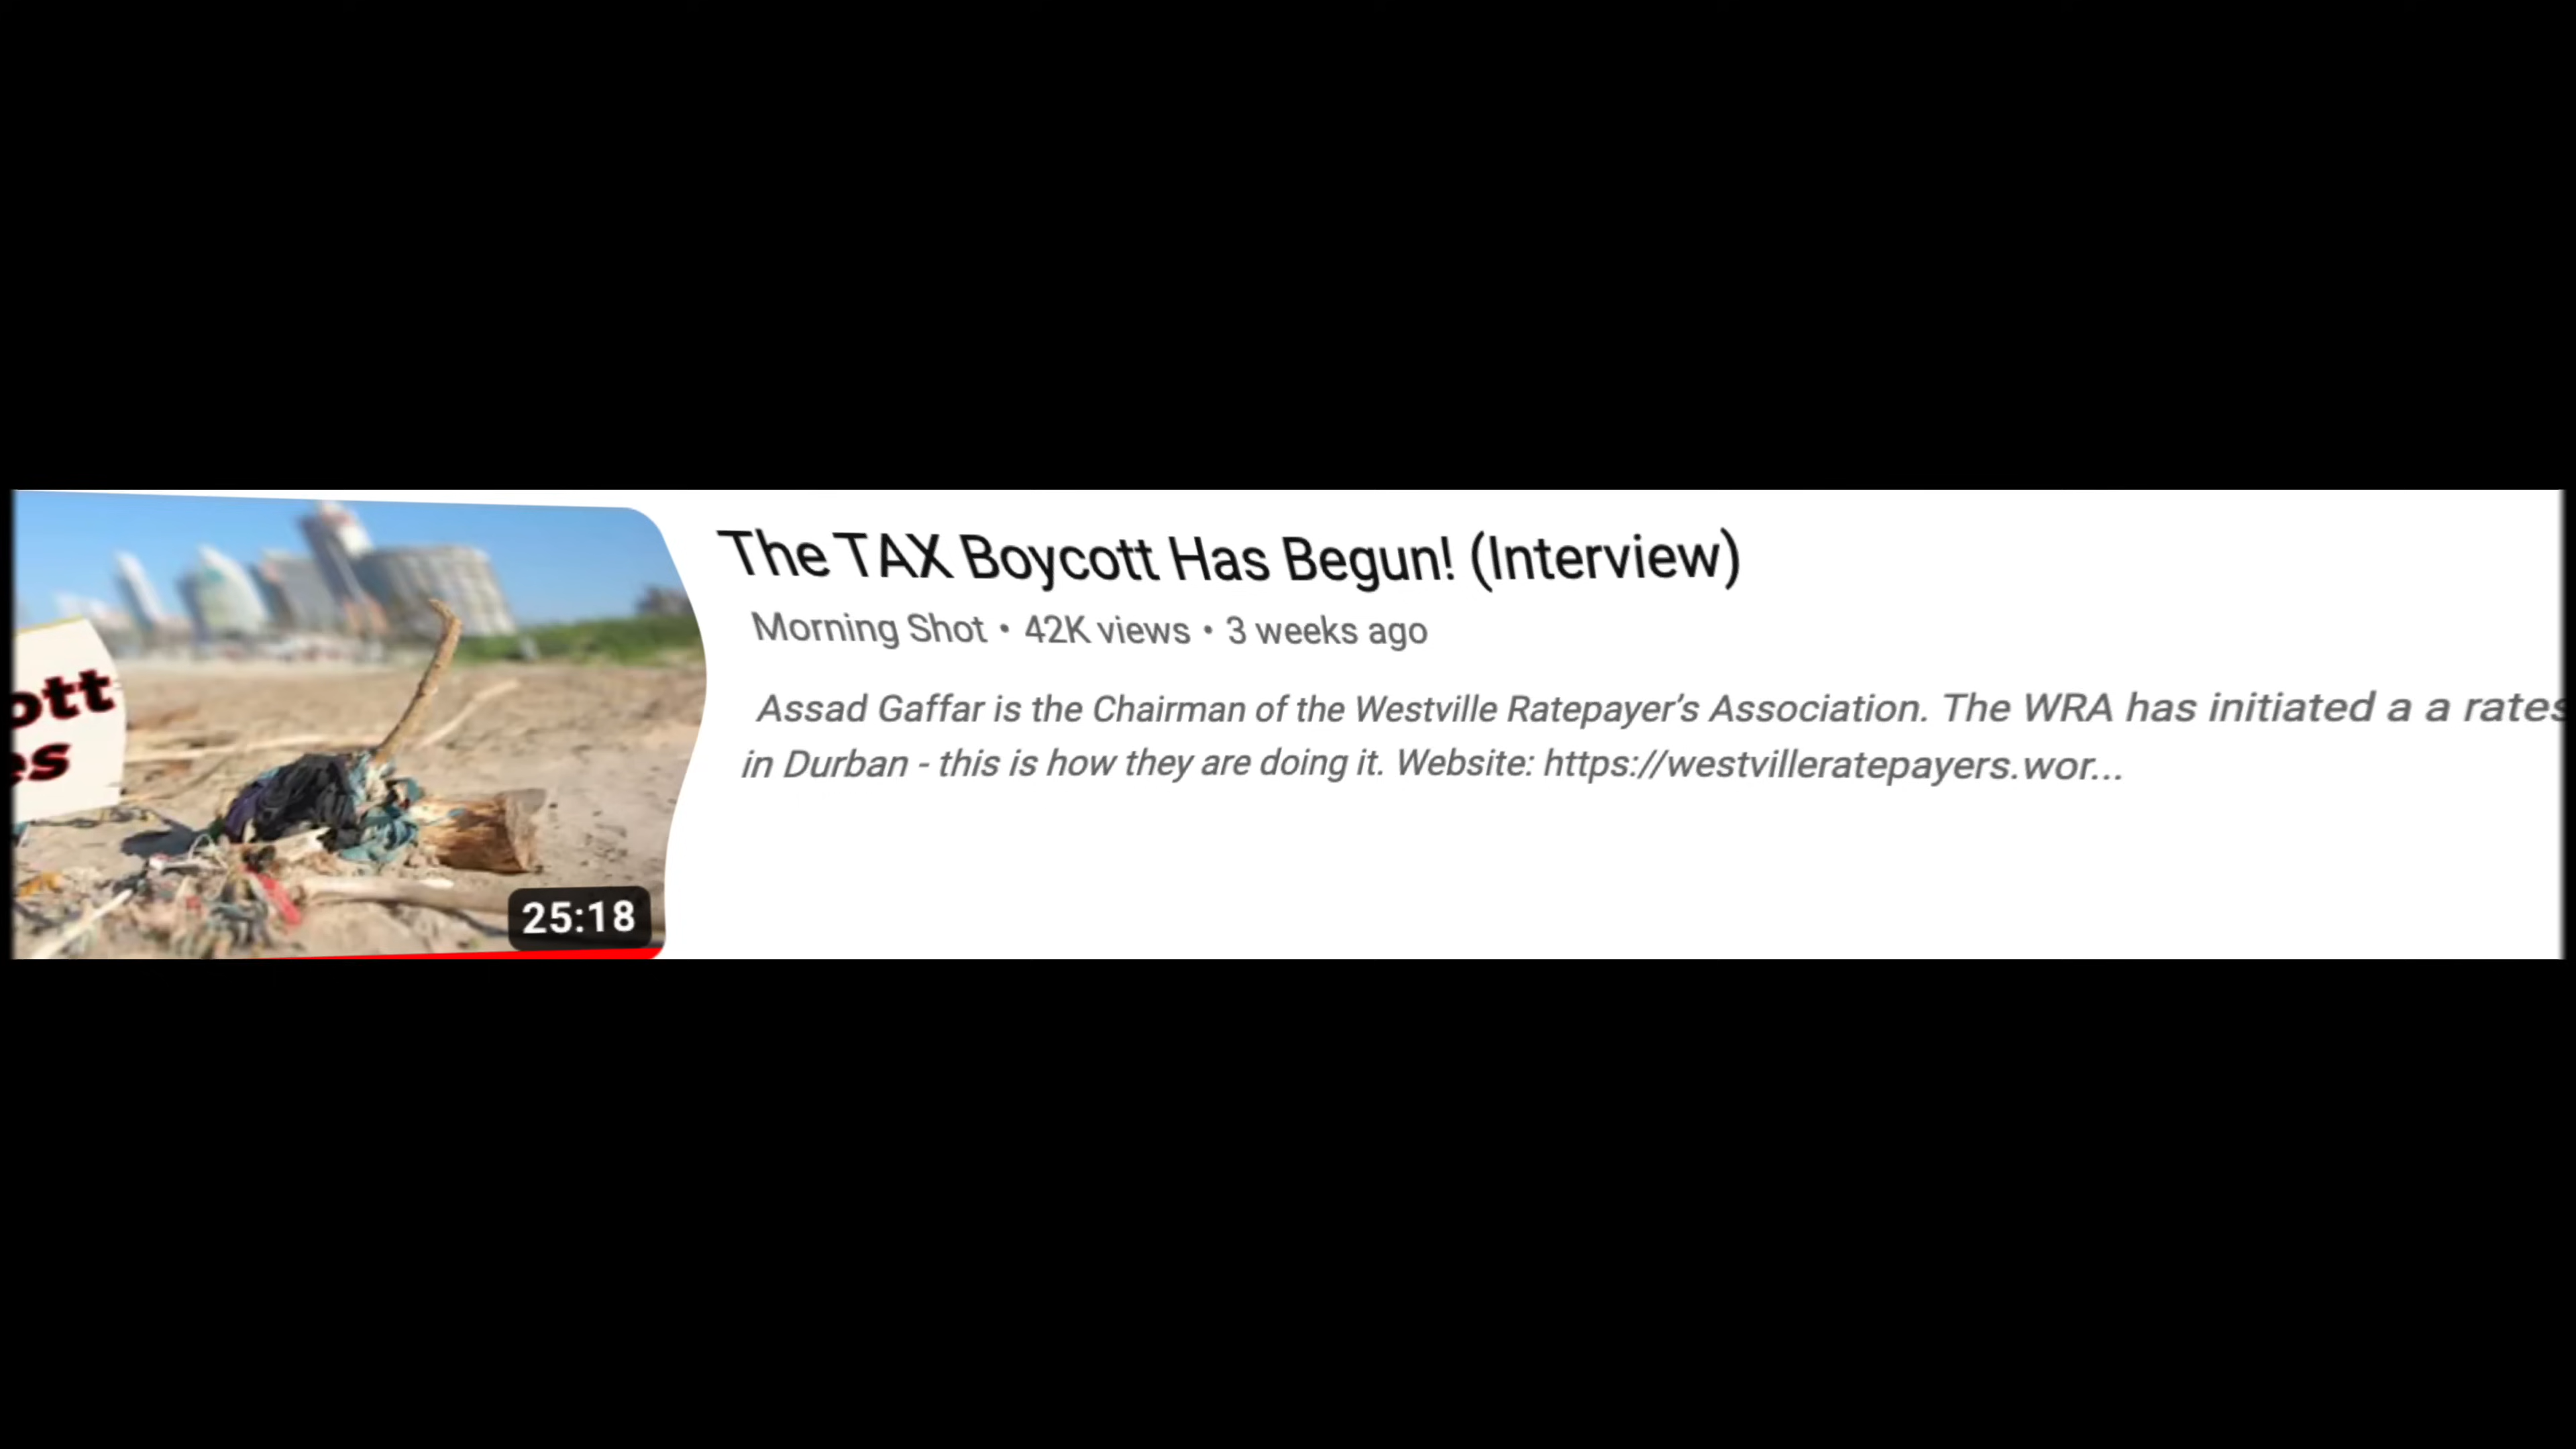 The TAX Boycott Has Begun! (Interview)
Morning Shot • 42K views • 3 weeks ago
Assad Gaffar is the Chairman of the Westville Ratepayer's Association. The WRA has initiated a a rates
in Durban - this is how they are doing it. Website: https://westvilleratepayers.wor...
ott
es
25:18